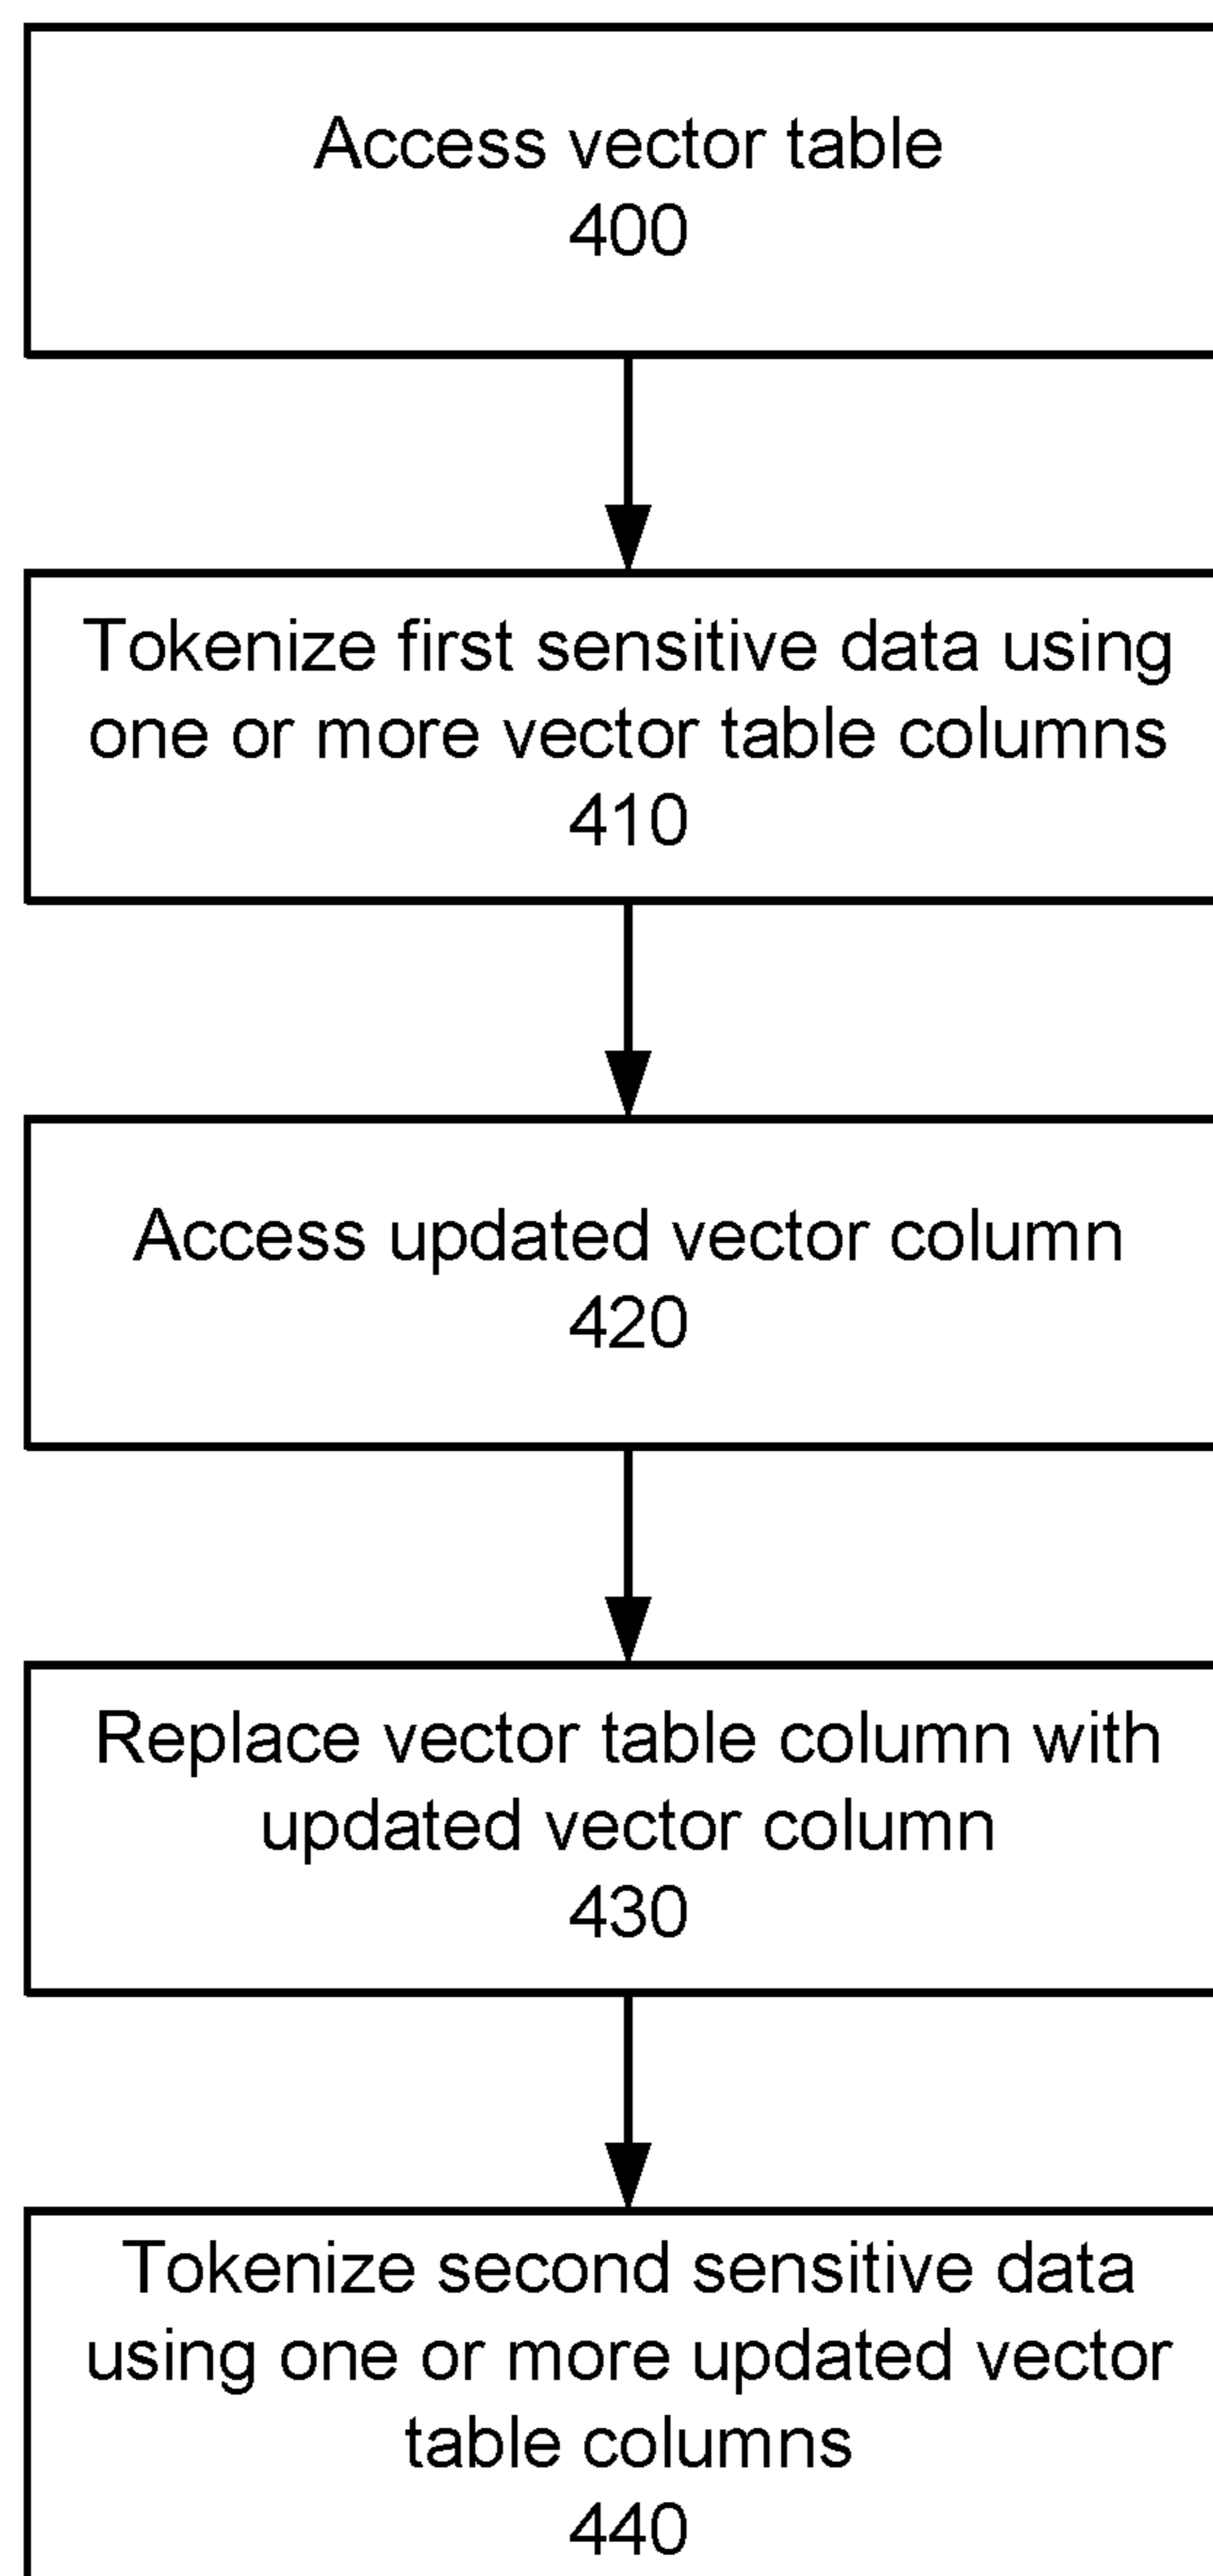 Access vector table
400
Tokenize first sensitive data using
one or more vector table columns
410
Access updated vector column
420
Replace vector table column with
updated vector column
430
Tokenize second sensitive data
using one or more updated vector
table columns
440